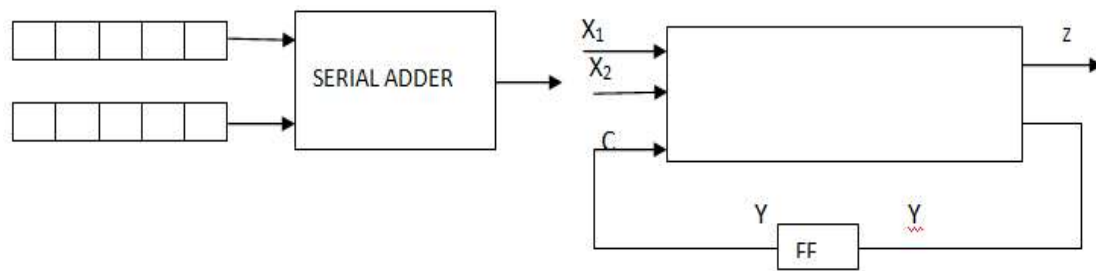 SERIAL ADDER
X₁
X₂
C
z
Y
Y
FF